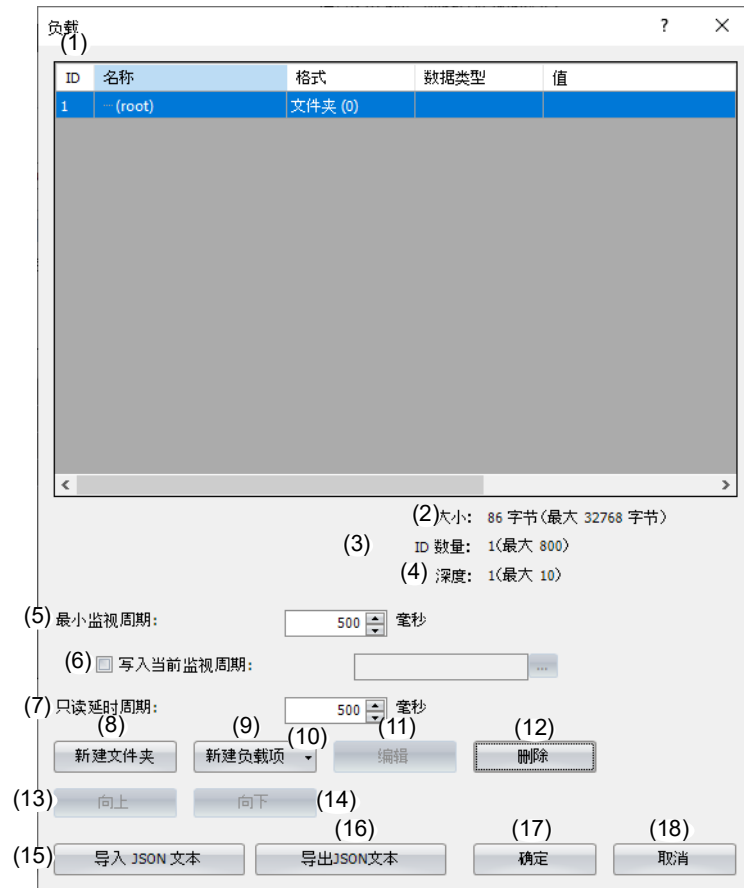 负载 ? ×
(1)
ID 名称 格式 数据类型 值
1 (root) 文件夹 (0)
(2) 大小: 86 字节(最大 32768 字节)
(3) ID 数量: 1(最大 800)
(4) 深度: 1(最大 10)
(5) 最小监视周期: 500 毫秒
(6) 写入当前监视周期: ...
(7) 只读延时周期: 500 毫秒
(8) (9) (10) (11) (12)
新建文件夹 新建负载项 编辑 删除
(13) 向上 向下 (14)
(16) (17) (18)
(15) 导入 JSON 文本 导出JSON文本 确定 取消